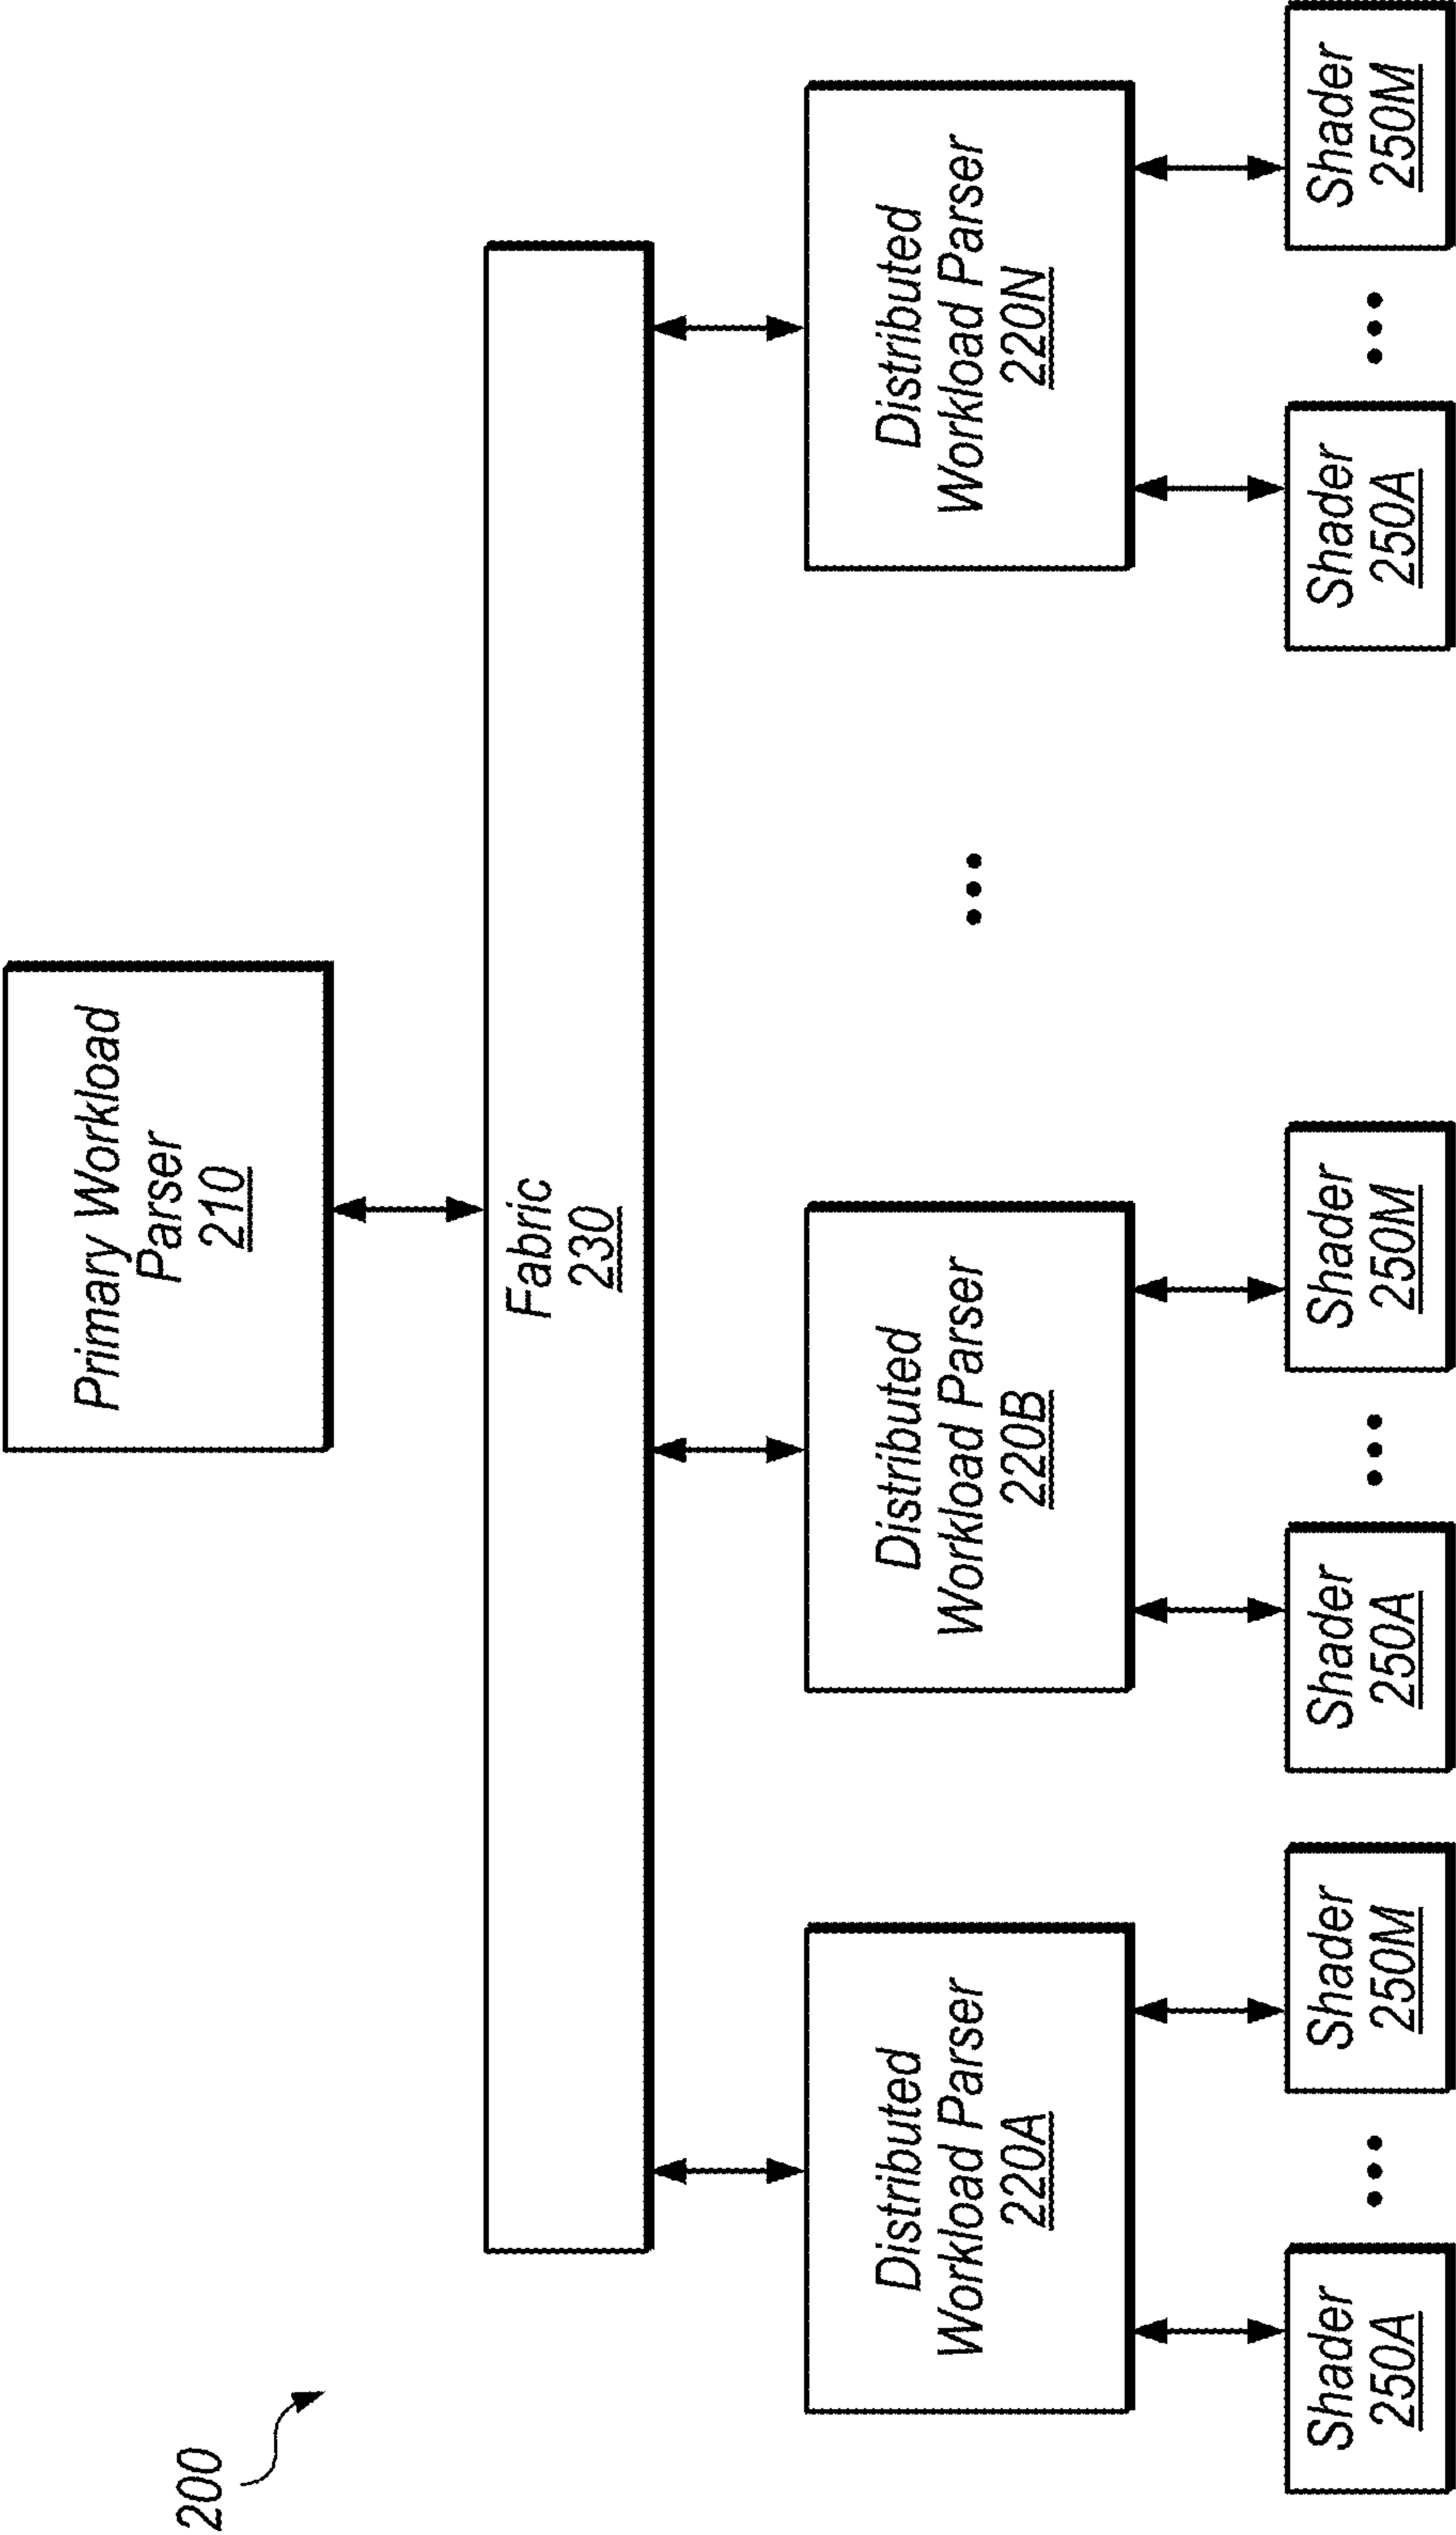 200
Primary Workload
Parser
210
Fabric
230
Distributed
Workload Parser
220A
Distributed
Workload Parser
220B
...
Distributed
Workload Parser
220N
Shader
250A
...
Shader
250M
Shader
250A
...
Shader
250M
Shader
250A
...
Shader
250M